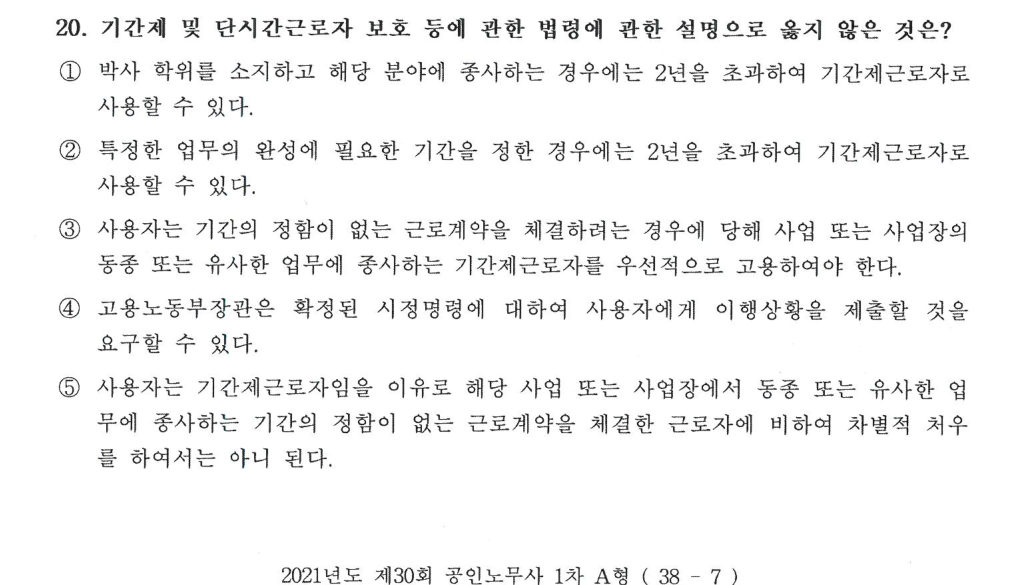 20. 기간제 및 단시간근로자 보호 등에 관한 법령에 관한 설명으로 옳지 않은 것은?
① 박사 학위를 소지하고 해당 분야에 종사하는 경우에는 2년을 초과하여 기간제근로자로
사용할 수 있다.
② 특정한 업무의 완성에 필요한 기간을 정한 경우에는 2년을 초과하여 기간제근로자로
사용할 수 있다.
③ 사용자는 기간의 정함이 없는 근로계약을 체결하려는 경우에 당해 사업 또는 사업장의
동종 또는 유사한 업무에 종사하는 기간제근로자를 우선적으로 고용하여야 한다.
④ 고용노동부장관은 확정된 시정명령에 대하여 사용자에게 이행상황을 제출할 것을
요구할 수 있다.
⑤ 사용자는 기간제근로자임을 이유로 해당 사업 또는 사업장에서 동종 또는 유사한 업
무에 종사하는 기간의 정함이 없는 근로계약을 체결한 근로자에 비하여 차별적 처우
를 하여서는 아니 된다.
2021년도 제30회 공인노무사 1차 A형 ( 38 - 7 )